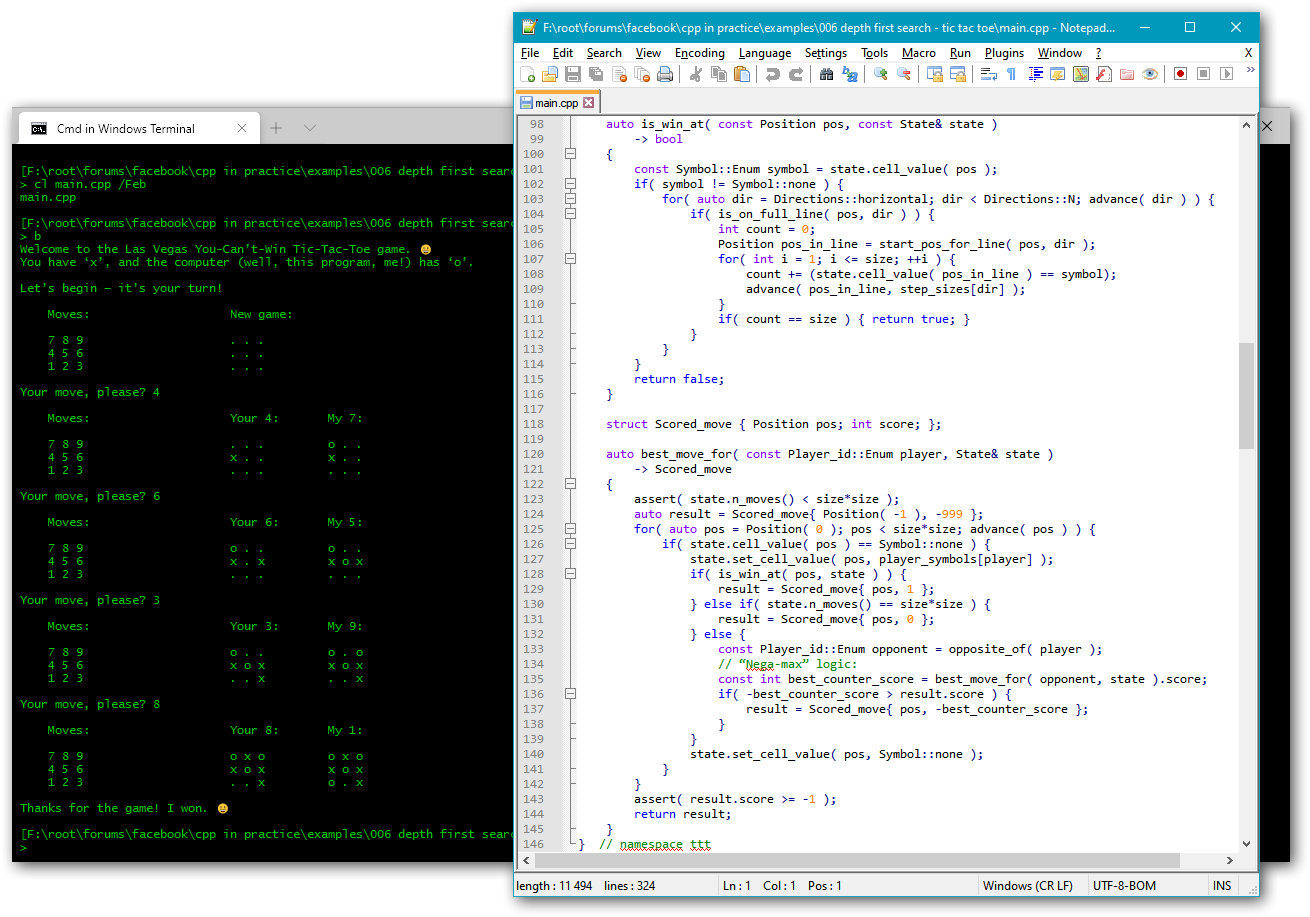 Cmd in Windows Terminal
[F:\root\forums\facebook\cpp in practice\examples\006 depth first searc
> cl main.cpp /Feb
main.cpp
[F:\root\forums\facebook\cpp in practice\examples\006 depth first searc
> b
Welcome to the Las Vegas You-Can’t-Win Tic-Tac-Toe game. 🙂
You have ‘x’, and the computer (well, this program, me!) has ‘o’.
Let’s begin — it’s your turn!
Moves: New game:
7 8 9 . . .
4 5 6 . . .
1 2 3 . . .
Your move, please? 4
Moves: Your 4: My 7:
7 8 9 . . . o . .
4 5 6 x . . x . .
1 2 3 . . . . . .
Your move, please? 6
Moves: Your 6: My 5:
7 8 9 o . . o . .
4 5 6 x . x x o x
1 2 3 . . . . . .
Your move, please? 3
Moves: Your 3: My 9:
7 8 9 o . . o . o
4 5 6 x o x x o x
1 2 3 . . x . . x
Your move, please? 8
Moves: Your 8: My 1:
7 8 9 o x o o x o
4 5 6 x o x x o x
1 2 3 . . x o . x
Thanks for the game! I won. 🙂
[F:\root\forums\facebook\cpp in practice\examples\006 depth first searc
>
F:\root\forums\facebook\cpp in practice\examples\006 depth first search - tic tac toe\main.cpp - Notepad...
File Edit Search View Encoding Language Settings Tools Macro Run Plugins Window ? X
main.cpp
98 auto is_win_at( const Position pos, const State& state )
99 -> bool
100 {
101 const Symbol::Enum symbol = state.cell_value( pos );
102 if( symbol != Symbol::none ) {
103 for( auto dir = Directions::horizontal; dir < Directions::N; advance( dir ) ) {
104 if( is_on_full_line( pos, dir ) ) {
105 int count = 0;
106 Position pos_in_line = start_pos_for_line( pos, dir );
107 for( int i = 1; i <= size; ++i ) {
108 count += (state.cell_value( pos_in_line ) == symbol);
109 advance( pos_in_line, step_sizes[dir] );
110 }
111 if( count == size ) { return true; }
112 }
113 }
114 }
115 return false;
116 }
117
118 struct Scored_move { Position pos; int score; };
119
120 auto best_move_for( const Player_id::Enum player, State& state )
121 -> Scored_move
122 {
123 assert( state.n_moves() < size*size );
124 auto result = Scored_move{ Position( -1 ), -999 };
125 for( auto pos = Position( 0 ); pos < size*size; advance( pos ) ) {
126 if( state.cell_value( pos ) == Symbol::none ) {
127 state.set_cell_value( pos, player_symbols[player] );
128 if( is_win_at( pos, state ) ) {
129 result = Scored_move{ pos, 1 };
130 } else if( state.n_moves() == size*size ) {
131 result = Scored_move{ pos, 0 };
132 } else {
133 const Player_id::Enum opponent = opposite_of( player );
134 // “Nega-max” logic:
135 const int best_counter_score = best_move_for( opponent, state ).score;
136 if( -best_counter_score > result.score ) {
137 result = Scored_move{ pos, -best_counter_score };
138 }
139 }
140 state.set_cell_value( pos, Symbol::none );
141 }
142 }
143 assert( result.score >= -1 );
144 return result;
145 }
146 } // namespace ttt
length : 11 494 lines : 324 Ln : 1 Col : 1 Pos : 1 Windows (CR LF) UTF-8-BOM INS